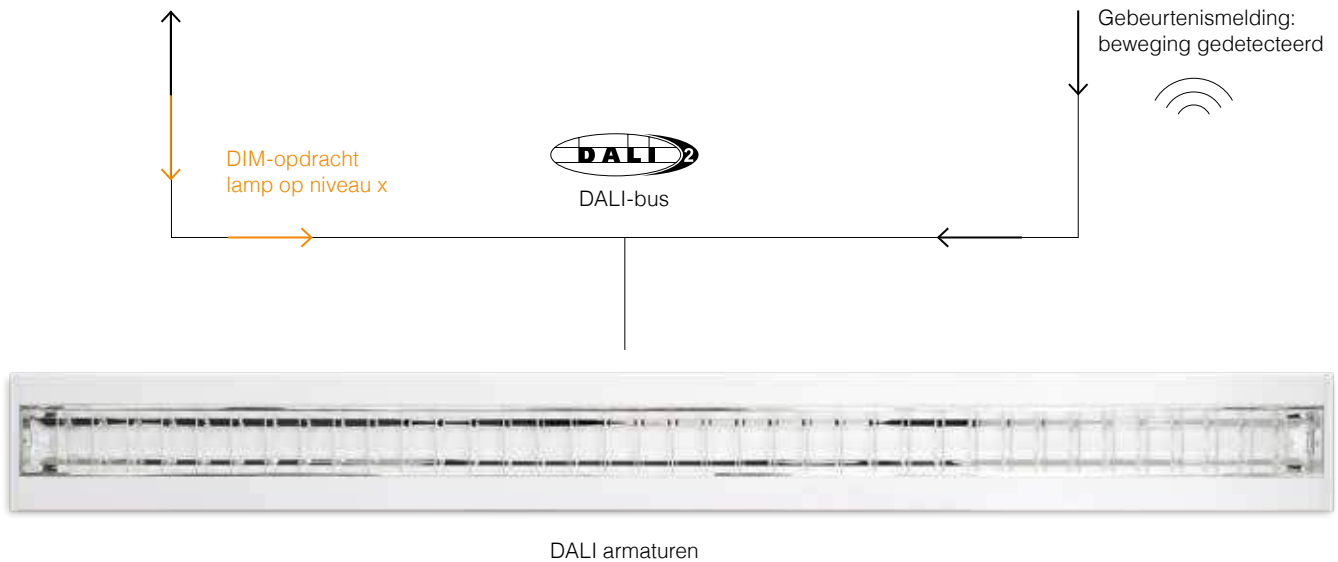 Gebeurtenismelding:
beweging gedetecteerd
DIM-opdracht
lamp op niveau x
DALI 2
DALI-bus
DALI armaturen